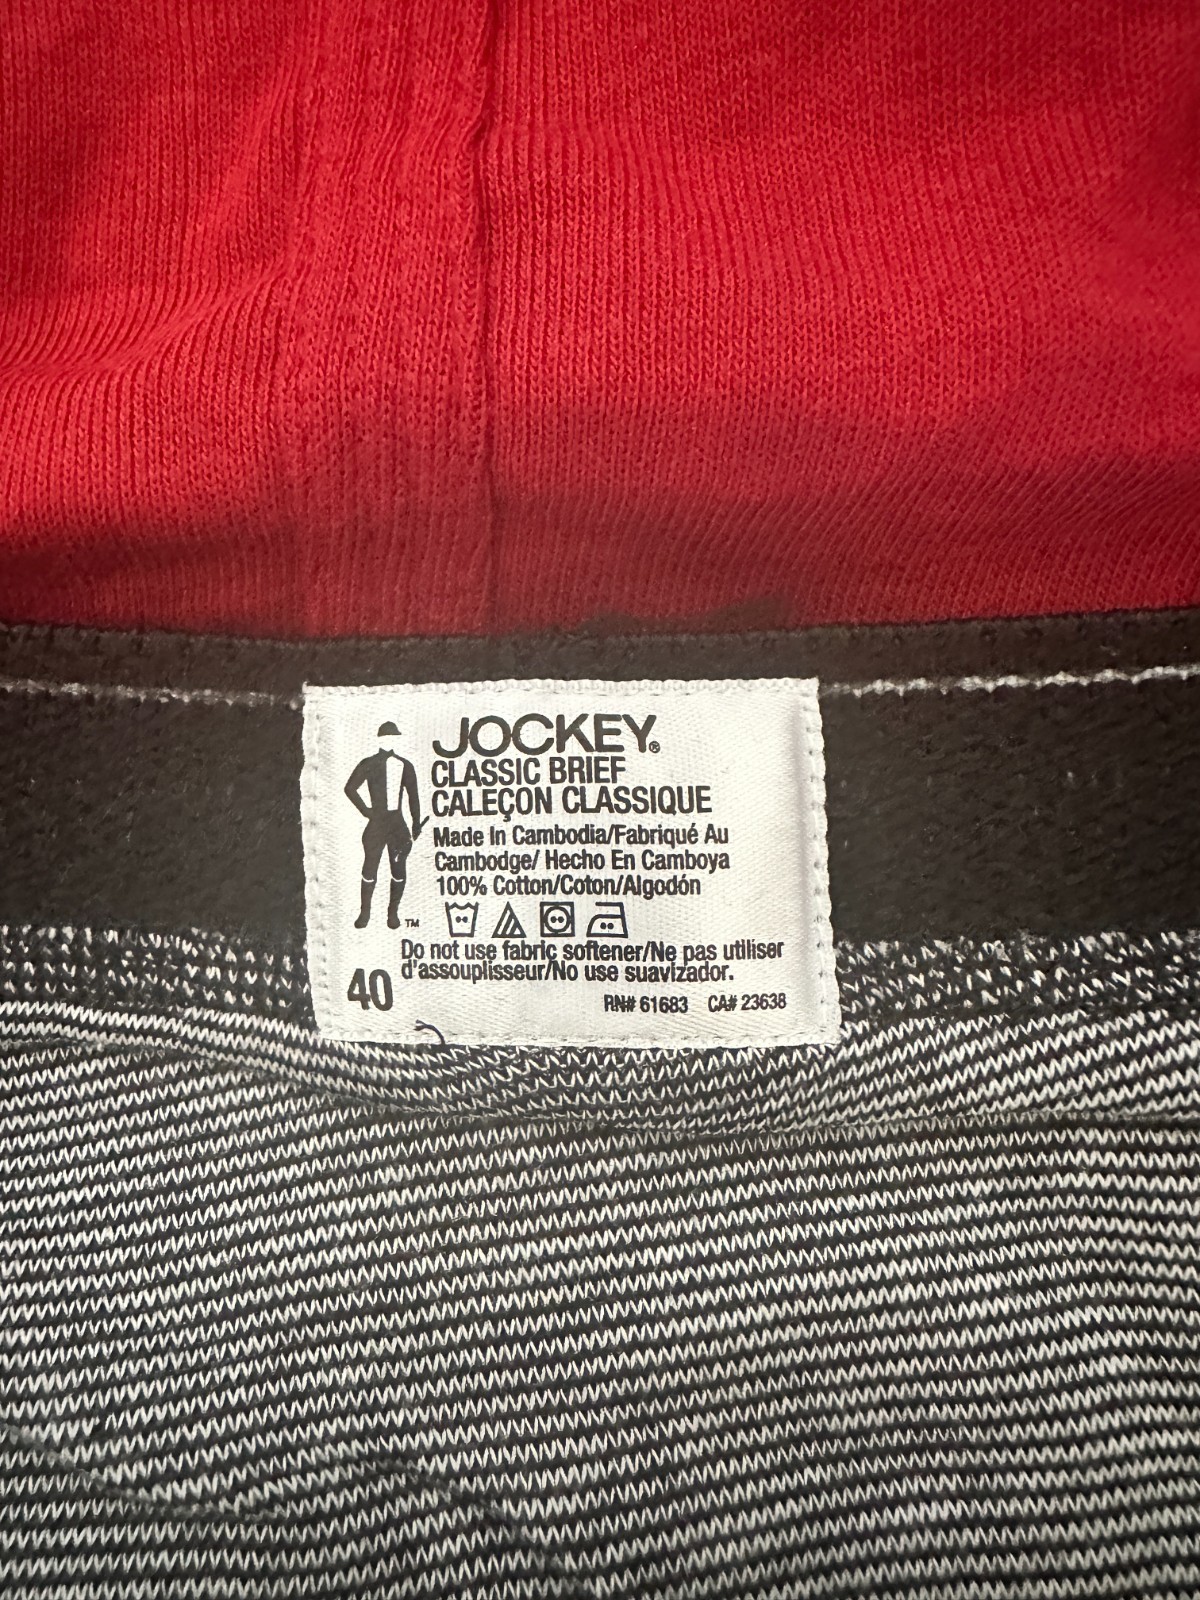 JOCKEY®
CLASSIC BRIEF
CALEÇON CLASSIQUE
Made In Cambodia/Fabriqué Au
Cambodge/ Hecho En Camboya
100% Cotton/Coton/Algodón
TM
Do not use fabric softener/Ne pas utiliser
d'assouplisseur/No use suavizador.
40
RN# 61683 CA# 23638